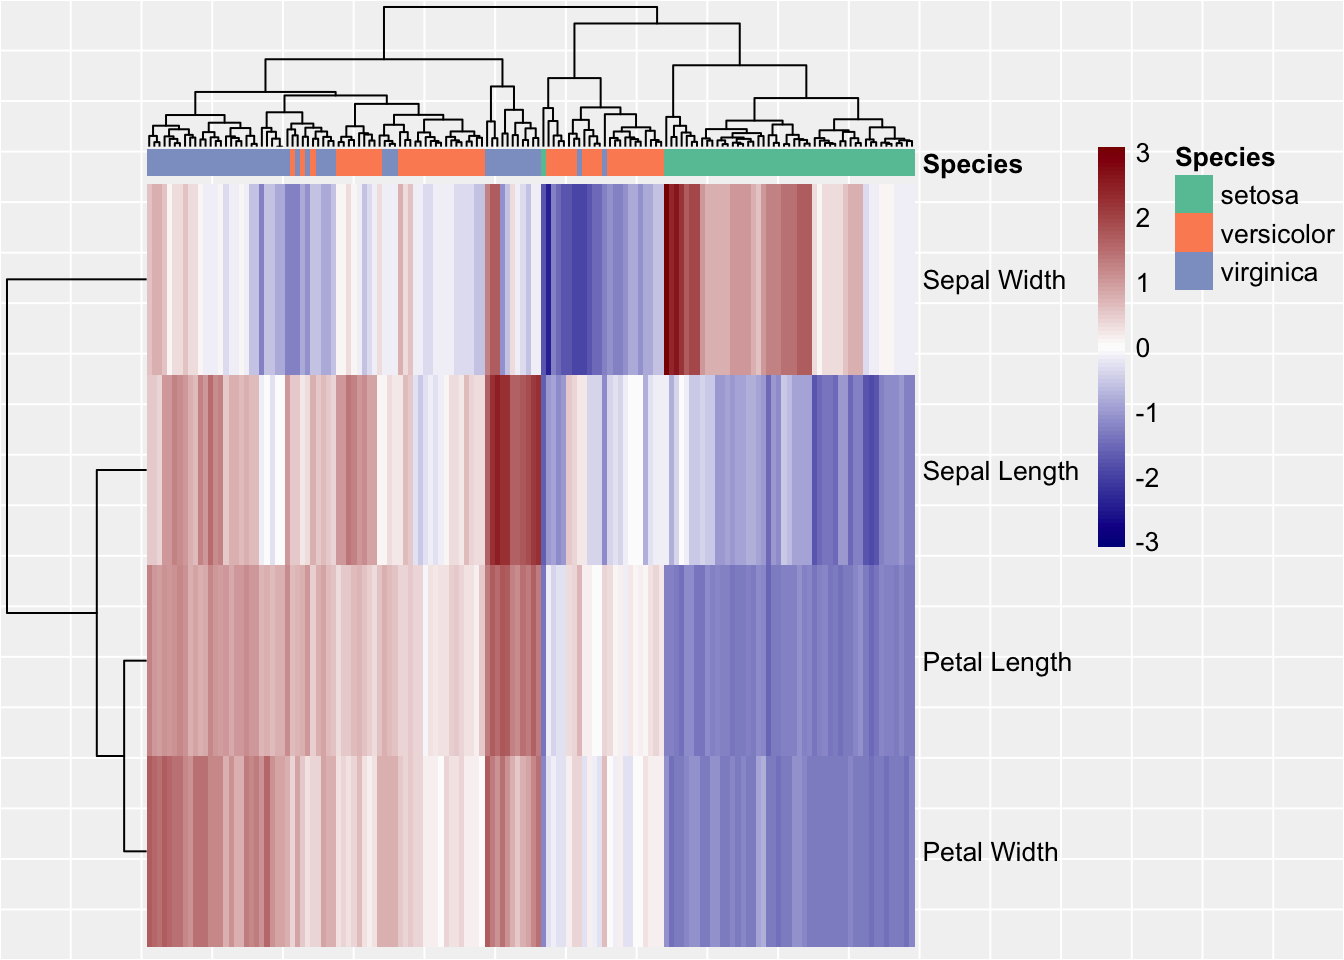 Species
Sepal Width
Sepal Length
Petal Length
Petal Width
3
2
1
0
-1
-2
-3
Species
setosa
versicolor
virginica